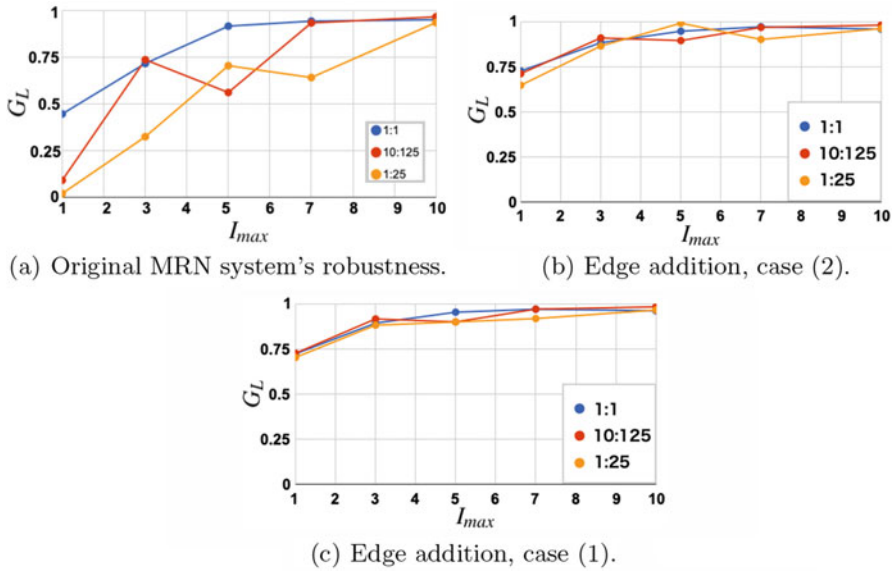 1
0.75
0.5
0.25
0
G_L
1 2 3 4 5 6 7 8 9 10
I_max
1:1
10:125
1:25
(a) Original MRN system's robustness.
1
0.75
0.5
0.25
0
G_L
1 2 3 4 5 6 7 8 9 10
I_max
1:1
10:125
1:25
(b) Edge addition, case (2).
1
0.75
0.5
0.25
0
G_L
1 2 3 4 5 6 7 8 9 10
I_max
1:1
10:125
1:25
(c) Edge addition, case (1).